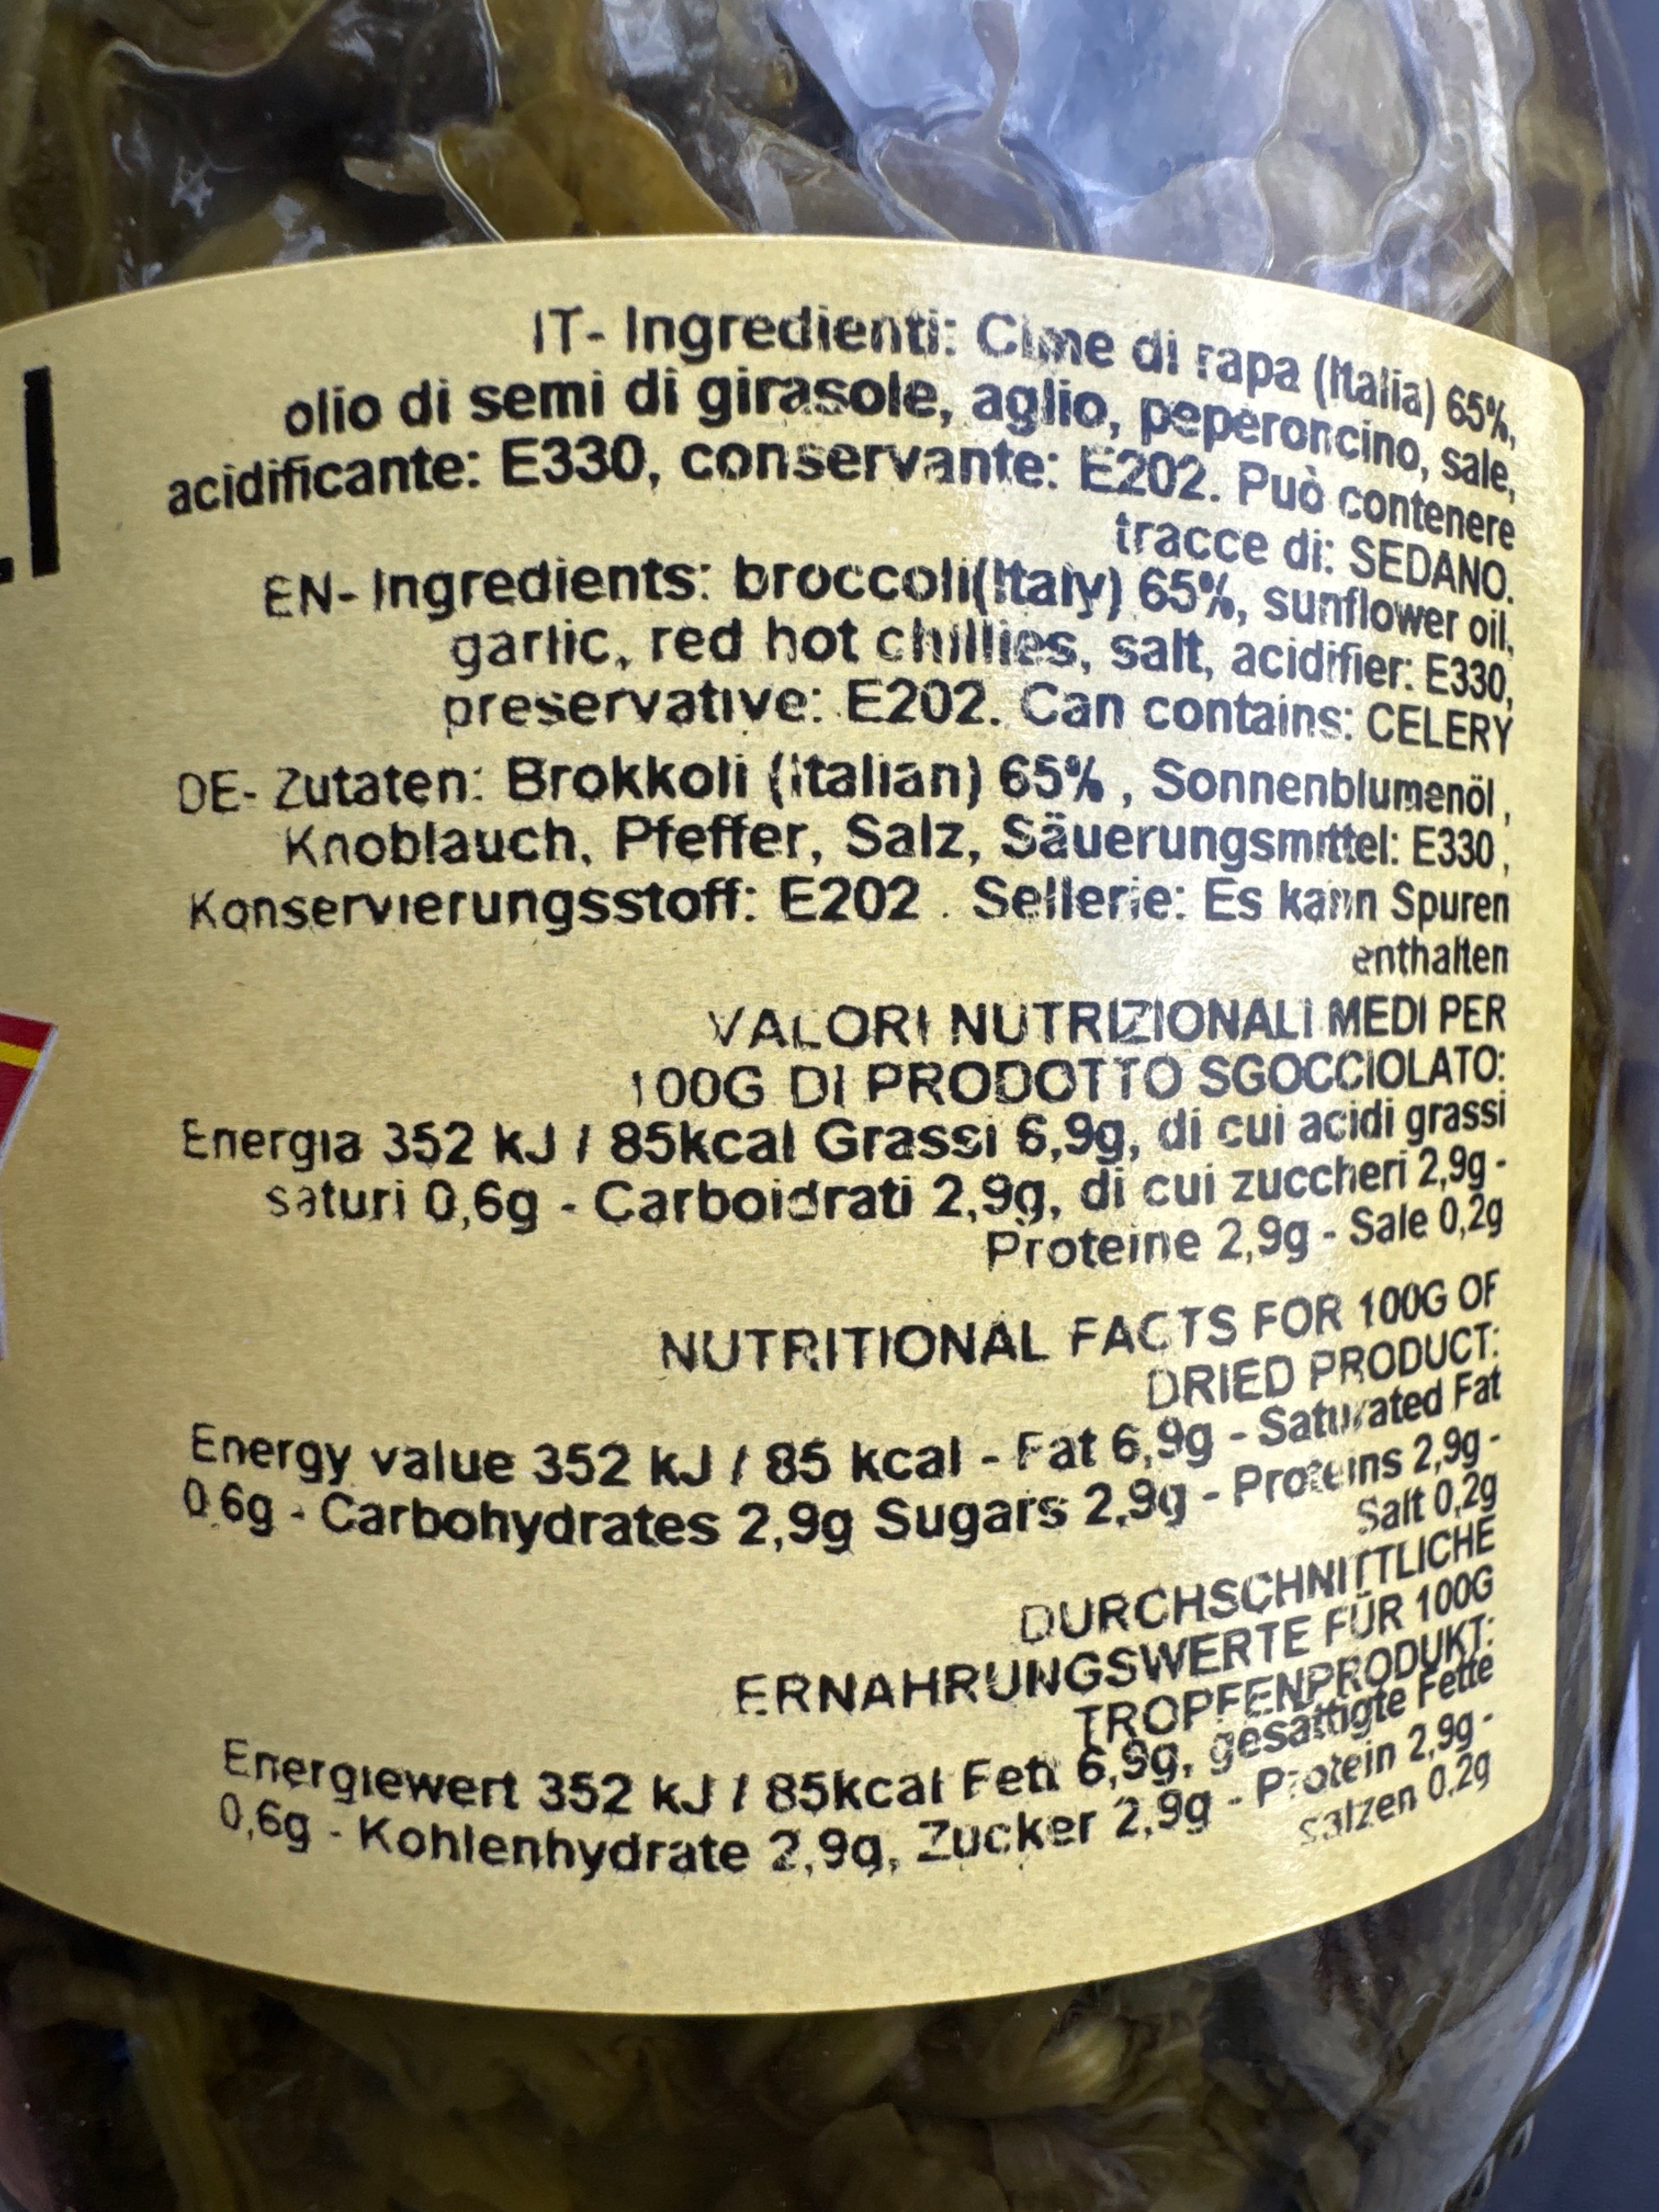 IT- Ingredienti: Cime di rapa (Italia) 65%,
olio di semi di girasole, aglio, peperoncino, sale,
acidificante: E330, conservante: E202. Può contenere
tracce di: SEDANO.
EN- Ingredients: broccoli(Italy) 65%, sunflower oil,
garlic, red hot chillies, salt, acidifier: E330,
preservative: E202. Can contains: CELERY
DE- Zutaten: Brokkoli (italian) 65% , Sonnenblumenöl ,
Knoblauch, Pfeffer, Salz, Säuerungsmittel: E330 ,
Konservierungsstoff: E202 . Sellerie: Es kann Spuren
enthalten
VALORI NUTRIZIONALI MEDI PER
100G DI PRODOTTO SGOCCIOLATO:
Energia 352 kJ / 85kcal Grassi 6,9g, di cui acidi grassi
saturi 0,6g - Carboidrati 2,9g, di cui zuccheri 2,9g -
Proteine 2,9g - Sale 0,2g
NUTRITIONAL FACTS FOR 100G OF
DRIED PRODUCT:
Energy value 352 kJ / 85 kcal - Fat 6,9g - Saturated Fat
0,6g - Carbohydrates 2,9g Sugars 2,9g - Proteins 2,9g -
Salt 0,2g
DURCHSCHNITTLICHE
ERNAHRUNGSWERTE FÜR 100G
TROPFENPRODUKT:
Energiewert 352 kJ / 85kcal Fett 6,9g, gesättigte Fette
0,6g - Kohlenhydrate 2,9g, Zucker 2,9g - Protein 2,9g -
salzen 0,2g